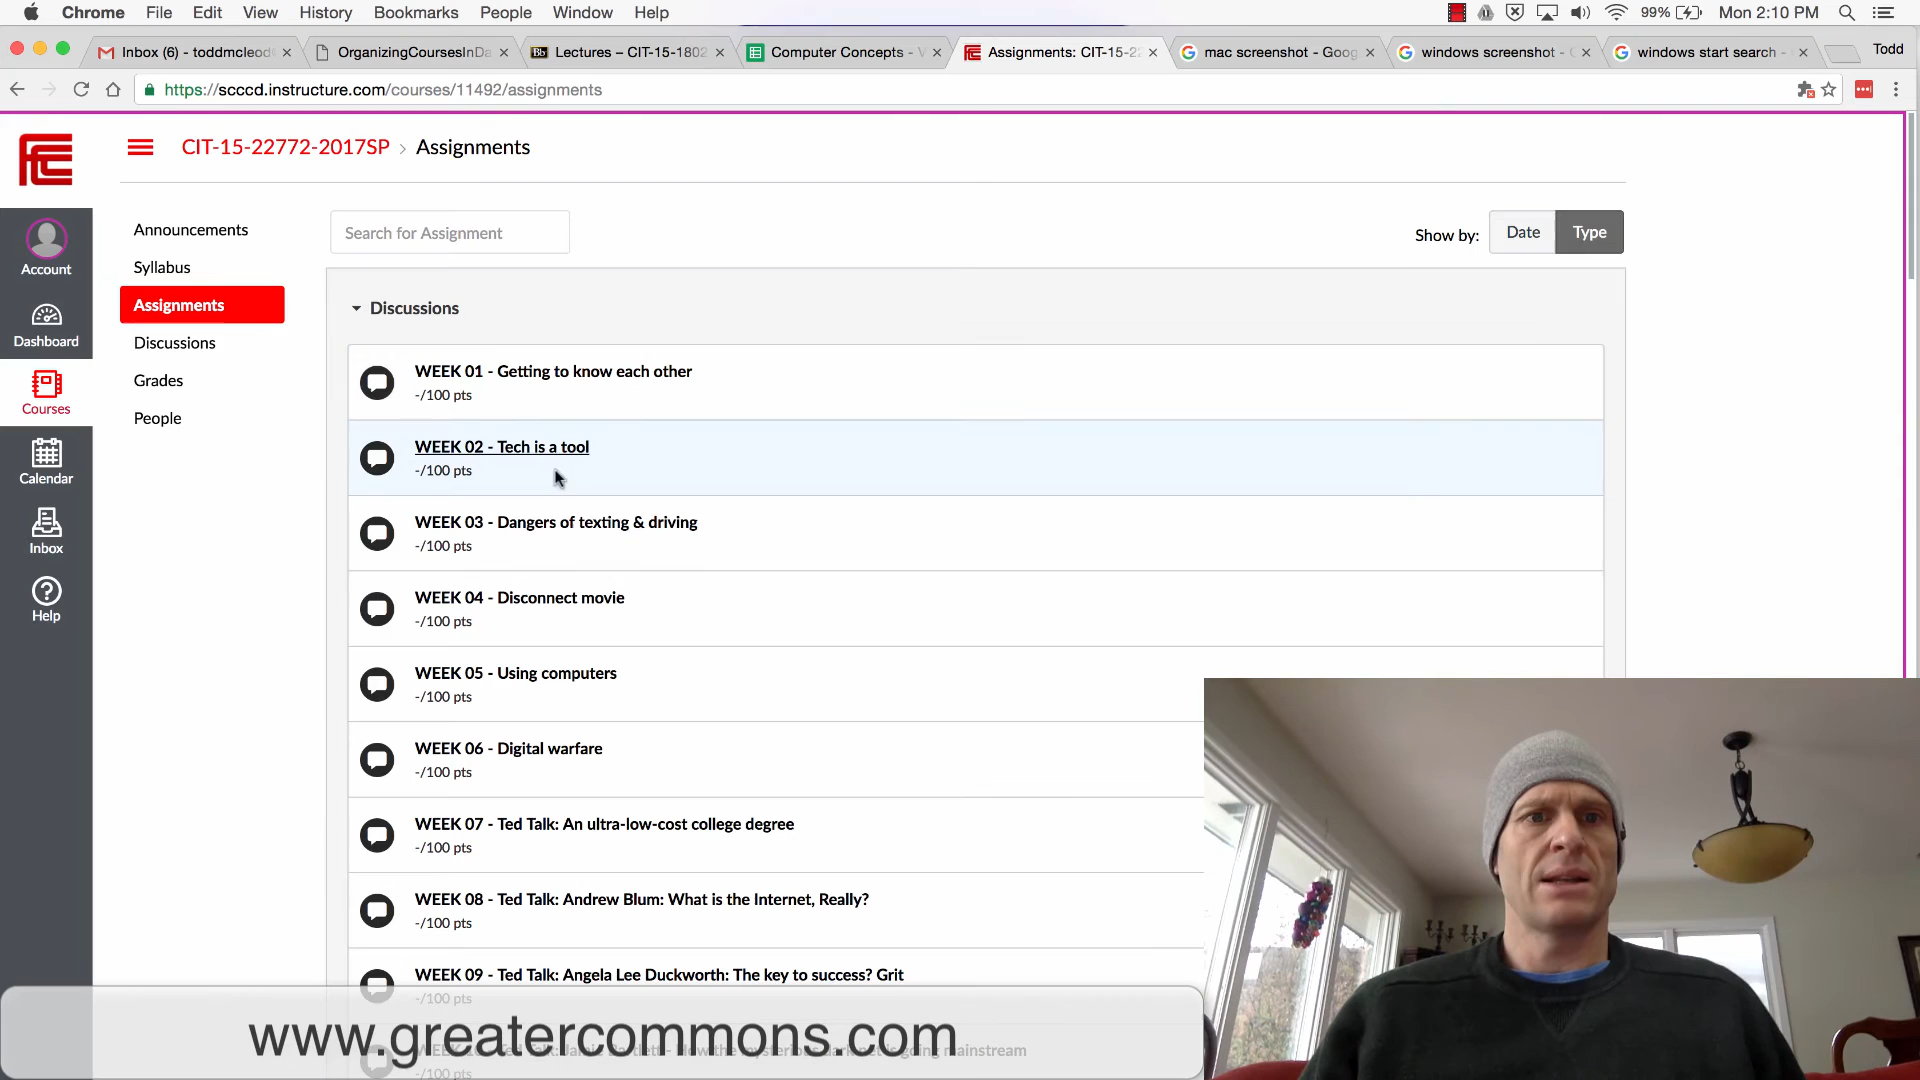 Chrome File Edit View History Bookmarks People Window Help 99% Mon 2:10 PM
Inbox (6) - toddmcleod OrganizingCoursesInDa Lectures – CIT-15-1802 Computer Concepts - V Assignments: CIT-15-22 mac screenshot - Goog windows screenshot - G windows start search - Todd
https://scccd.instructure.com/courses/11492/assignments
CIT-15-22772-2017SP > Assignments
Account
Dashboard
Courses
Calendar
Inbox
Help
Announcements
Syllabus
Assignments
Discussions
Grades
People
Search for Assignment
Show by: Date Type
Discussions
WEEK 01 - Getting to know each other
-/100 pts
WEEK 02 - Tech is a tool
-/100 pts
WEEK 03 - Dangers of texting & driving
-/100 pts
WEEK 04 - Disconnect movie
-/100 pts
WEEK 05 - Using computers
-/100 pts
WEEK 06 - Digital warfare
-/100 pts
WEEK 07 - Ted Talk: An ultra-low-cost college degree
-/100 pts
WEEK 08 - Ted Talk: Andrew Blum: What is the Internet, Really?
-/100 pts
WEEK 09 - Ted Talk: Angela Lee Duckworth: The key to success? Grit
-/100 pts
www.greatercommons.com
mainstream
-/100 pts